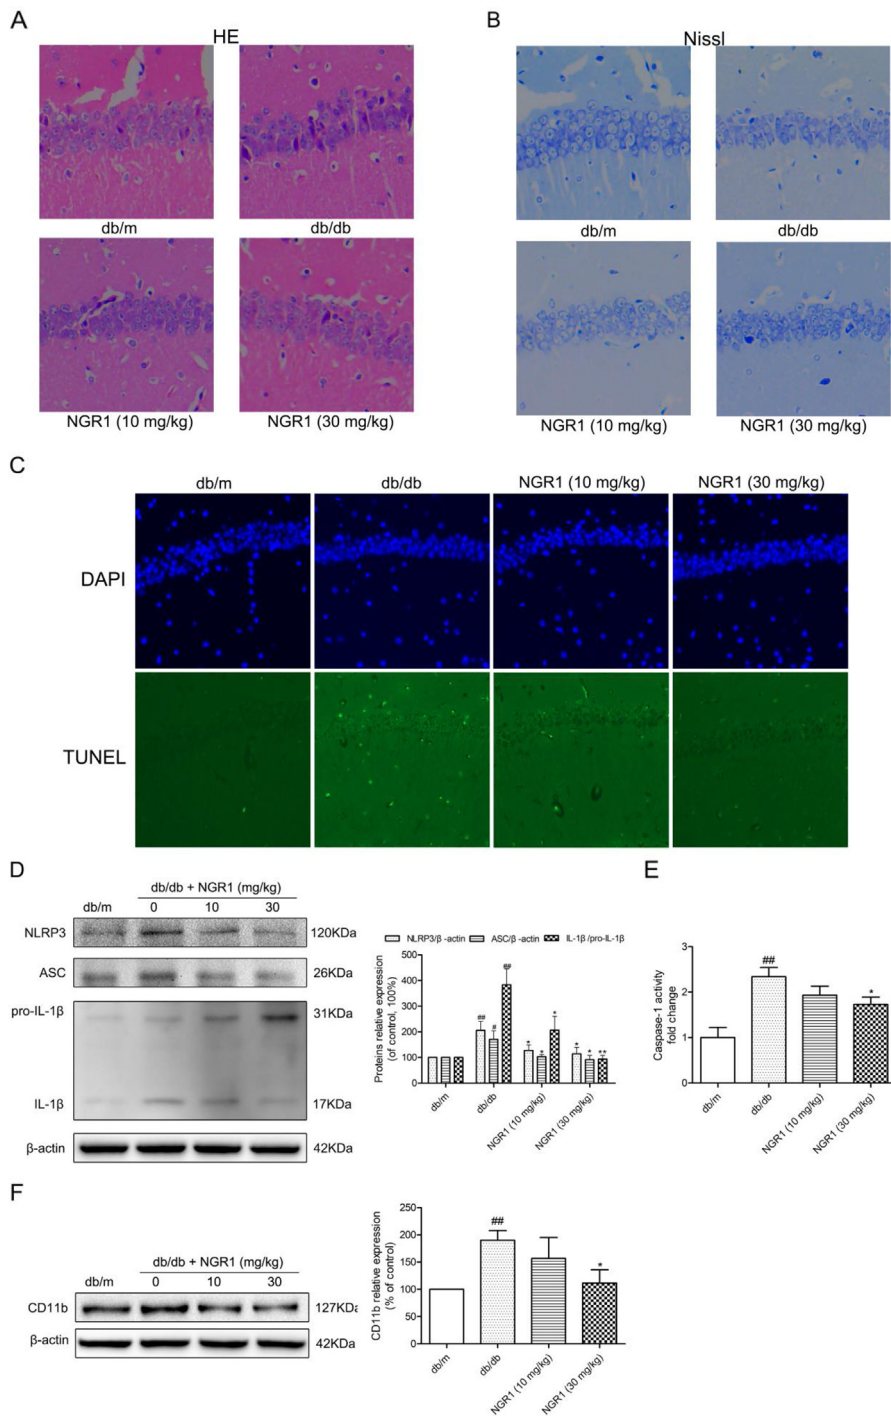 A
HE
db/m
db/db
NGR1 (10 mg/kg)
NGR1 (30 mg/kg)
B
Nissl
db/m
db/db
NGR1 (10 mg/kg)
NGR1 (30 mg/kg)
C
db/m
db/db
NGR1 (10 mg/kg)
NGR1 (30 mg/kg)
DAPI
TUNEL
D
db/db + NGR1 (mg/kg)
db/m
0
10
30
NLRP3
120KDa
ASC
26KDa
pro-IL-1β
31KDa
IL-1β
17KDa
β-actin
42KDa
NLRP3/β -actin
ASC/β -actin
IL-1β /pro-IL-1β
Proteins relative expression
(of control, 100%)
500
400
300
200
100
0
##
#
##
*
*
*
*
*
**
db/m
db/db
NGR1 (10 mg/kg)
NGR1 (30 mg/kg)
E
Caspase-1 activity
fold change
3
2
1
0
##
*
db/m
db/db
NGR1 (10 mg/kg)
NGR1 (30 mg/kg)
F
db/db + NGR1 (mg/kg)
db/m
0
10
30
CD11b
127KDa
β-actin
42KDa
CD11b relative expression
(% of control)
250
200
150
100
50
0
##
*
db/m
db/db
NGR1 (10 mg/kg)
NGR1 (30 mg/kg)